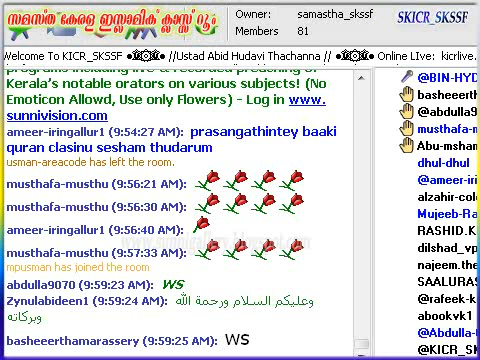 സമസ്ത കേരള ഇസ്ലാമിക് ക്ലാസ്സ് റൂം
Owner: samastha_skssf
Members 81
SKICR_SKSSF
Welcome To KICR_SKSSF //Ustad Abid Hudavi Thachanna // Online LIve: kicrlive.
Kerala's notable orators on various subjects! (No
Emoticon Allowd, Use only Flowers) - Log in www.
sunnivision.com
ameer-iringallur1 (9:54:27 AM): prasangathintey baaki
quran clasinu sesham thudarum
usman-areacode has left the room.
musthafa-musthu (9:56:21 AM):
musthafa-musthu (9:56:30 AM):
ameer-iringallur1 (9:56:40 AM):
musthafa-musthu (9:57:33 AM):
mpusman has joined the room
abdulla9070 (9:59:23 AM): ws
Zynulabideen1 (9:59:24 AM): وعليكم السلام ورحمة الله
وبركاته
basheeerthamarassery (9:59:25 AM): ws
@BIN-HYD
basheeerth
@abdulla9
musthafa-m
Abu-msham
dhul-dhul
@ameer-iri
alzahir-col
Mujeeb-Ra
RASHID.K
dilshad_vp
najeem.the
SAALURAS
@rafeek-k
abookvk1
@Abdulla-
@KICR_SK